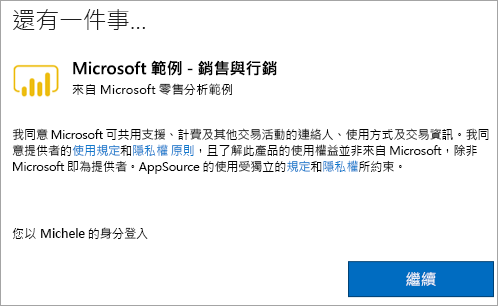 還有一件事...
Microsoft 範例 - 銷售與行銷
來自 Microsoft 零售分析範例
我同意 Microsoft 可共用支援、計費及其他交易活動的連絡人、使用方式及交易資訊。我同
意提供者的使用規定和隱私權 原則，且了解此產品的使用權益並非來自 Microsoft，除非
Microsoft 即為提供者。AppSource 的使用受獨立的規定和隱私權所約束。
您以 Michele 的身分登入
繼續